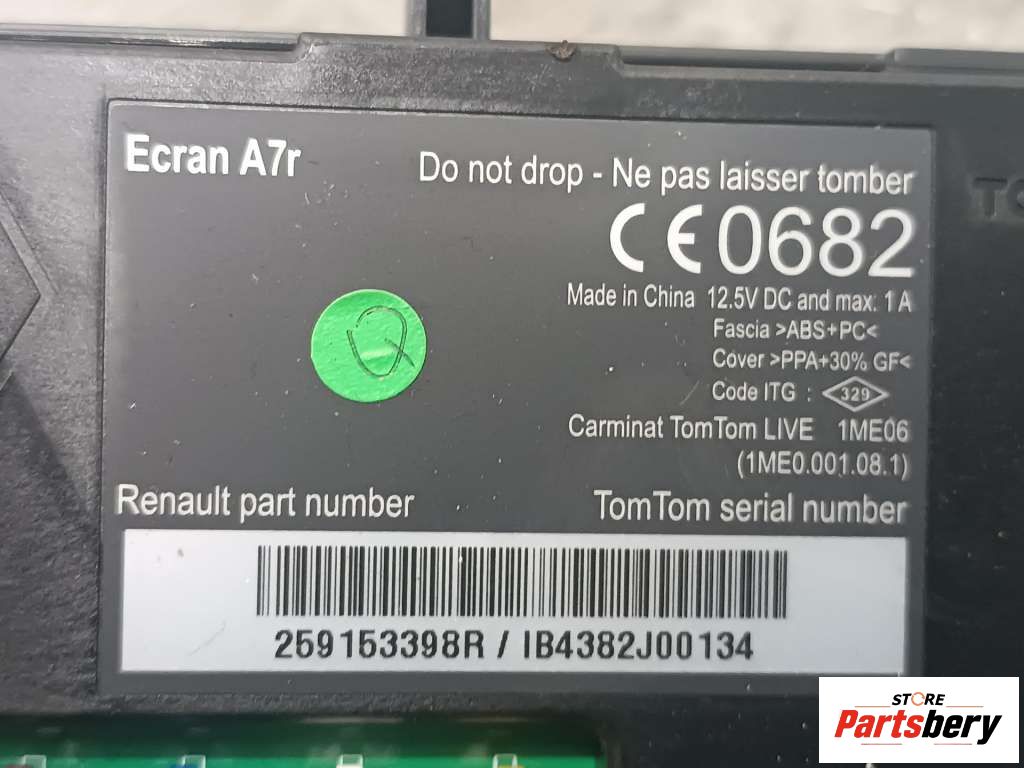 Ecran A7r
Do not drop - Ne pas laisser tomber
CE0682
Made in China 12.5V DC and max: 1 A
Fascia >ABS+PC<
Cover >PPA+30% GF<
Code ITG : 329
Carminat TomTom LIVE 1ME06
(1ME0.001.08.1)
Renault part number
TomTom serial number
259153398R / IB4382J00134
STORE
Partsbery